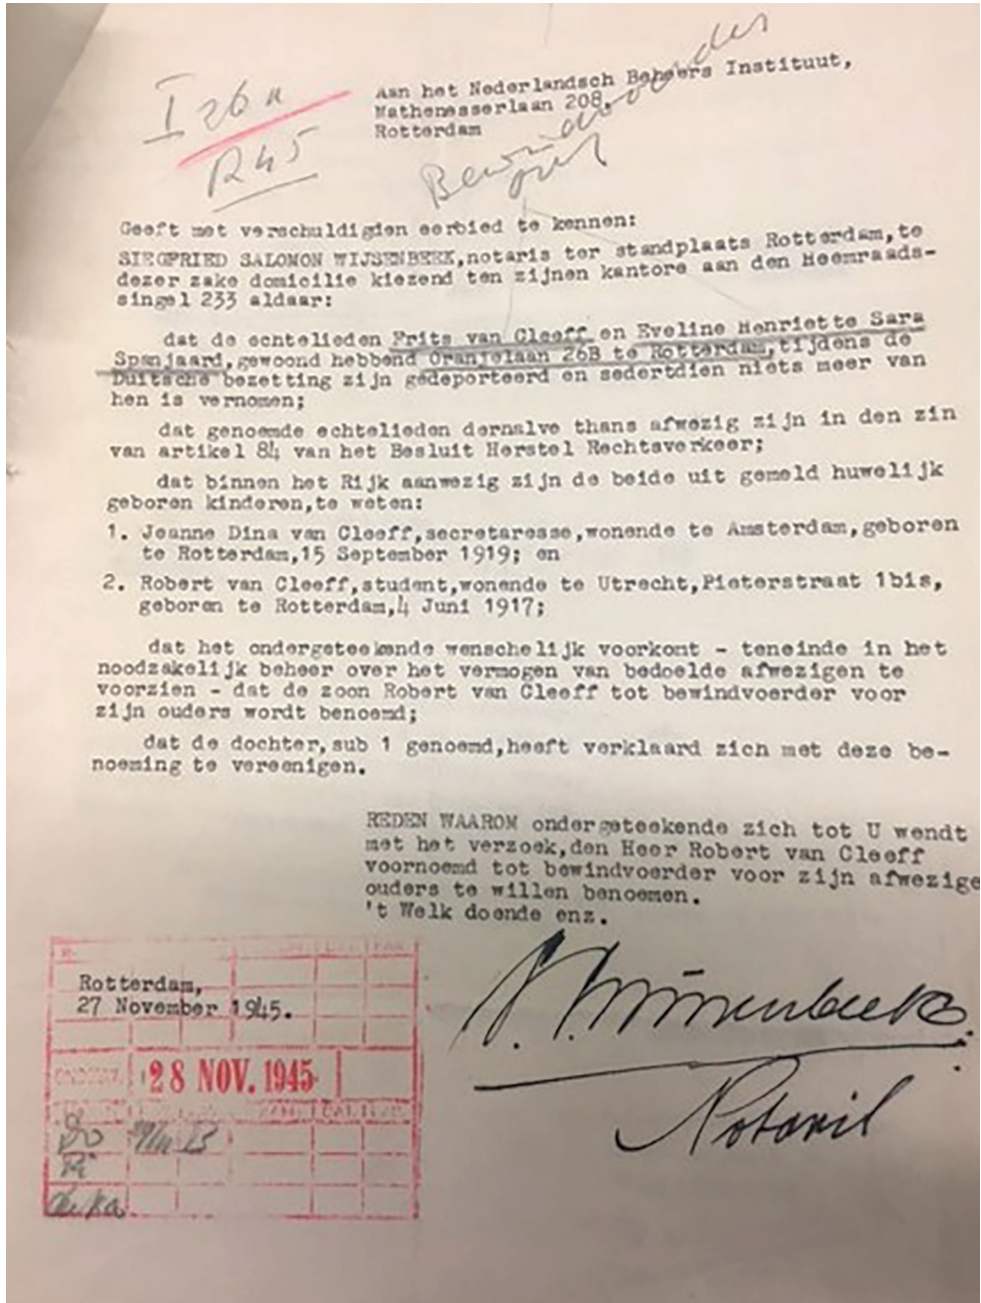 I 26 u
R45
Aan het Nederlandsch Beheers Instituut,
Mathenesserlaan 208,
Rotterdam
Bewindvoerder
Geeft met verschuldigden eerbied te kennen:
SIEGFRIED SALOMON WIJSENBEEK,notaris ter standplaats Rotterdam,te
dezer zake domicilie kiezend ten zijnen kantore aan den Heemraads-
singel 233 aldaar:
dat de echtelieden Frits van Cleeff en Eveline Henriette Sara
Spanjaard,gewoond hebbend Oranjelaan 26B te Rotterdam,tijdens de
Duitsche bezetting zijn gedeporteerd en sedertdien niets meer van
hen is vernomen;
dat genoemde echtelieden dernalve thans afwezig zijn in den zin
van artikel 84 van het Besluit Herstel Rechtsverkeer;
dat binnen het Rijk aanwezig zijn de beide uit gemeld huwelijk
geboren kinderen,te weten:
1. Jeanne Dina van Cleeff,secretaresse,wonende te Amsterdam,geboren
te Rotterdam,15 September 1919; en
2. Robert van Cleeff,student,wonende te Utrecht,Pieterstraat 1bis,
geboren te Rotterdam,4 Juni 1917;
dat het ondergeteekende wenschelijk voorkomt - teneinde in het
noodzakelijk beheer over het vermogen van bedoelde afwezigen te
voorzien - dat de zoon Robert van Cleeff tot bewindvoerder voor
zijn ouders wordt benoemd;
dat de dochter,sub 1 genoemd,heeft verklaard zich met deze be-
noeming te vereenigen.
REDEN WAAROM ondergeteekende zich tot U wendt
met het verzoek,den Heer Robert van Cleeff
voornoemd tot bewindvoerder voor zijn afwezige
ouders te willen benoemen.
't Welk doende enz.
Rotterdam,
27 November 1945.
28 NOV. 1945
S. Wijsenbeek.
Notaris